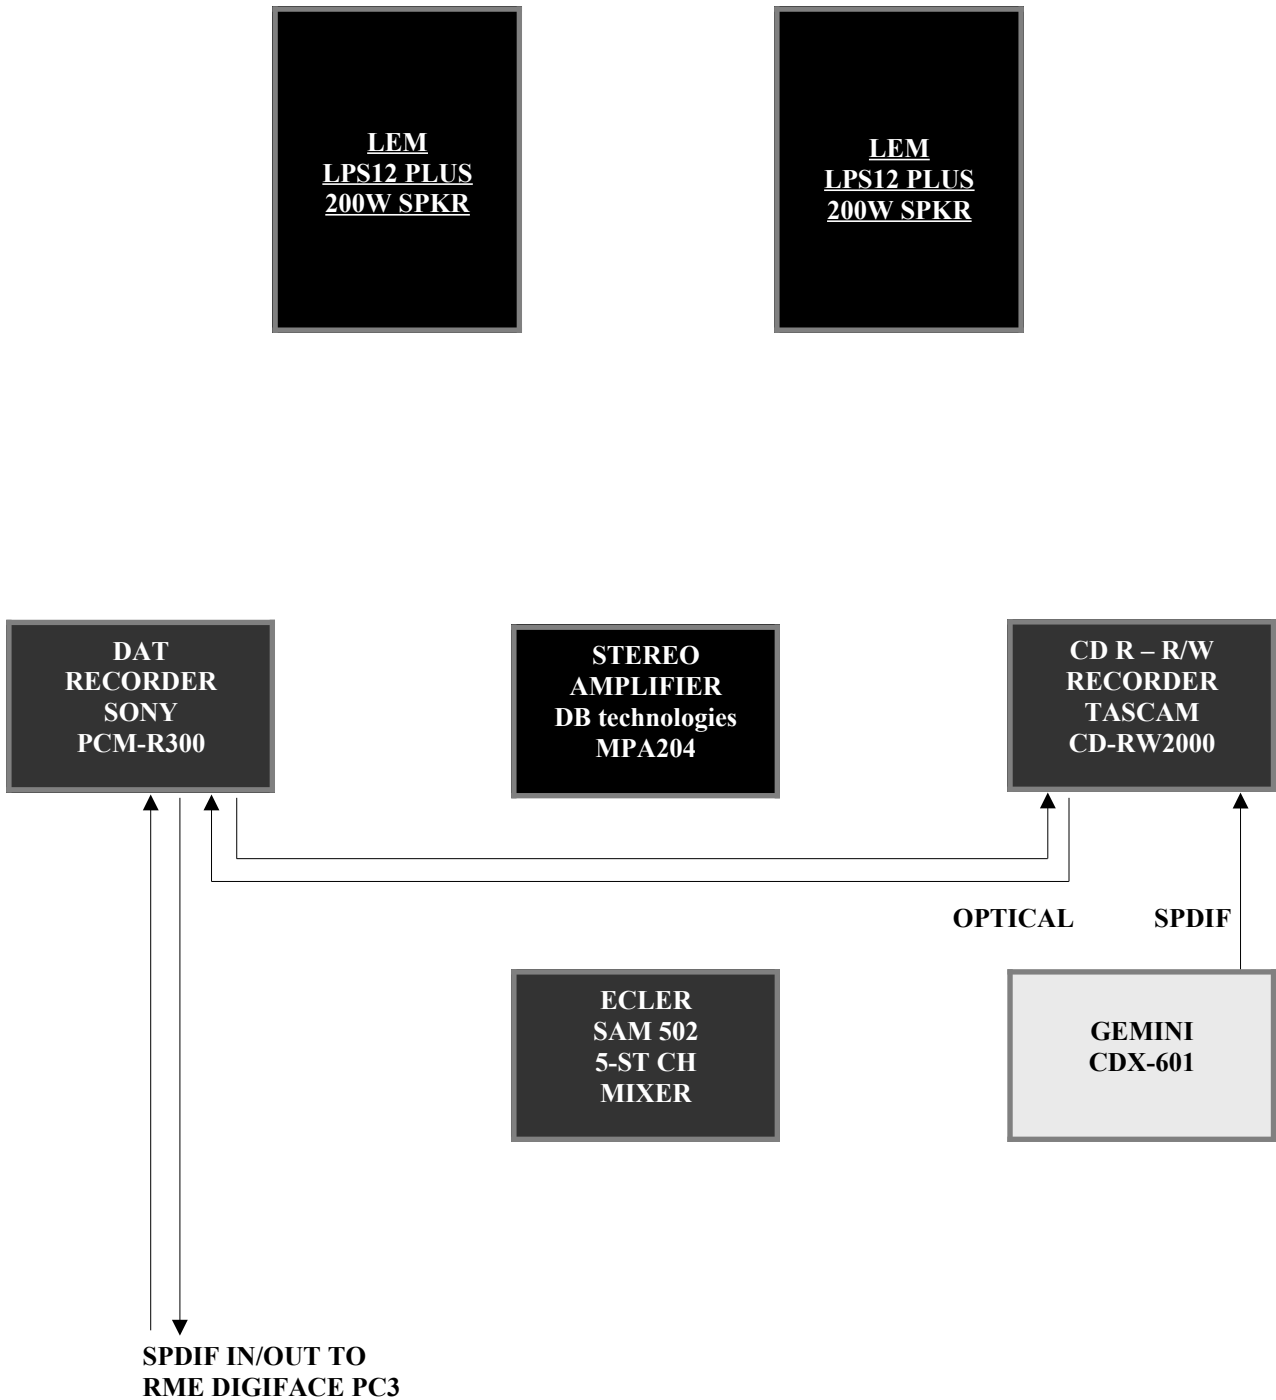 LEM
LPS12 PLUS
200W SPKR
LEM
LPS12 PLUS
200W SPKR
DAT
RECORDER
SONY
PCM-R300
STEREO
AMPLIFIER
DB technologies
MPA204
CD R – R/W
RECORDER
TASCAM
CD-RW2000
OPTICAL
SPDIF
ECLER
SAM 502
5-ST CH
MIXER
GEMINI
CDX-601
SPDIF IN/OUT TO
RME DIGIFACE PC3